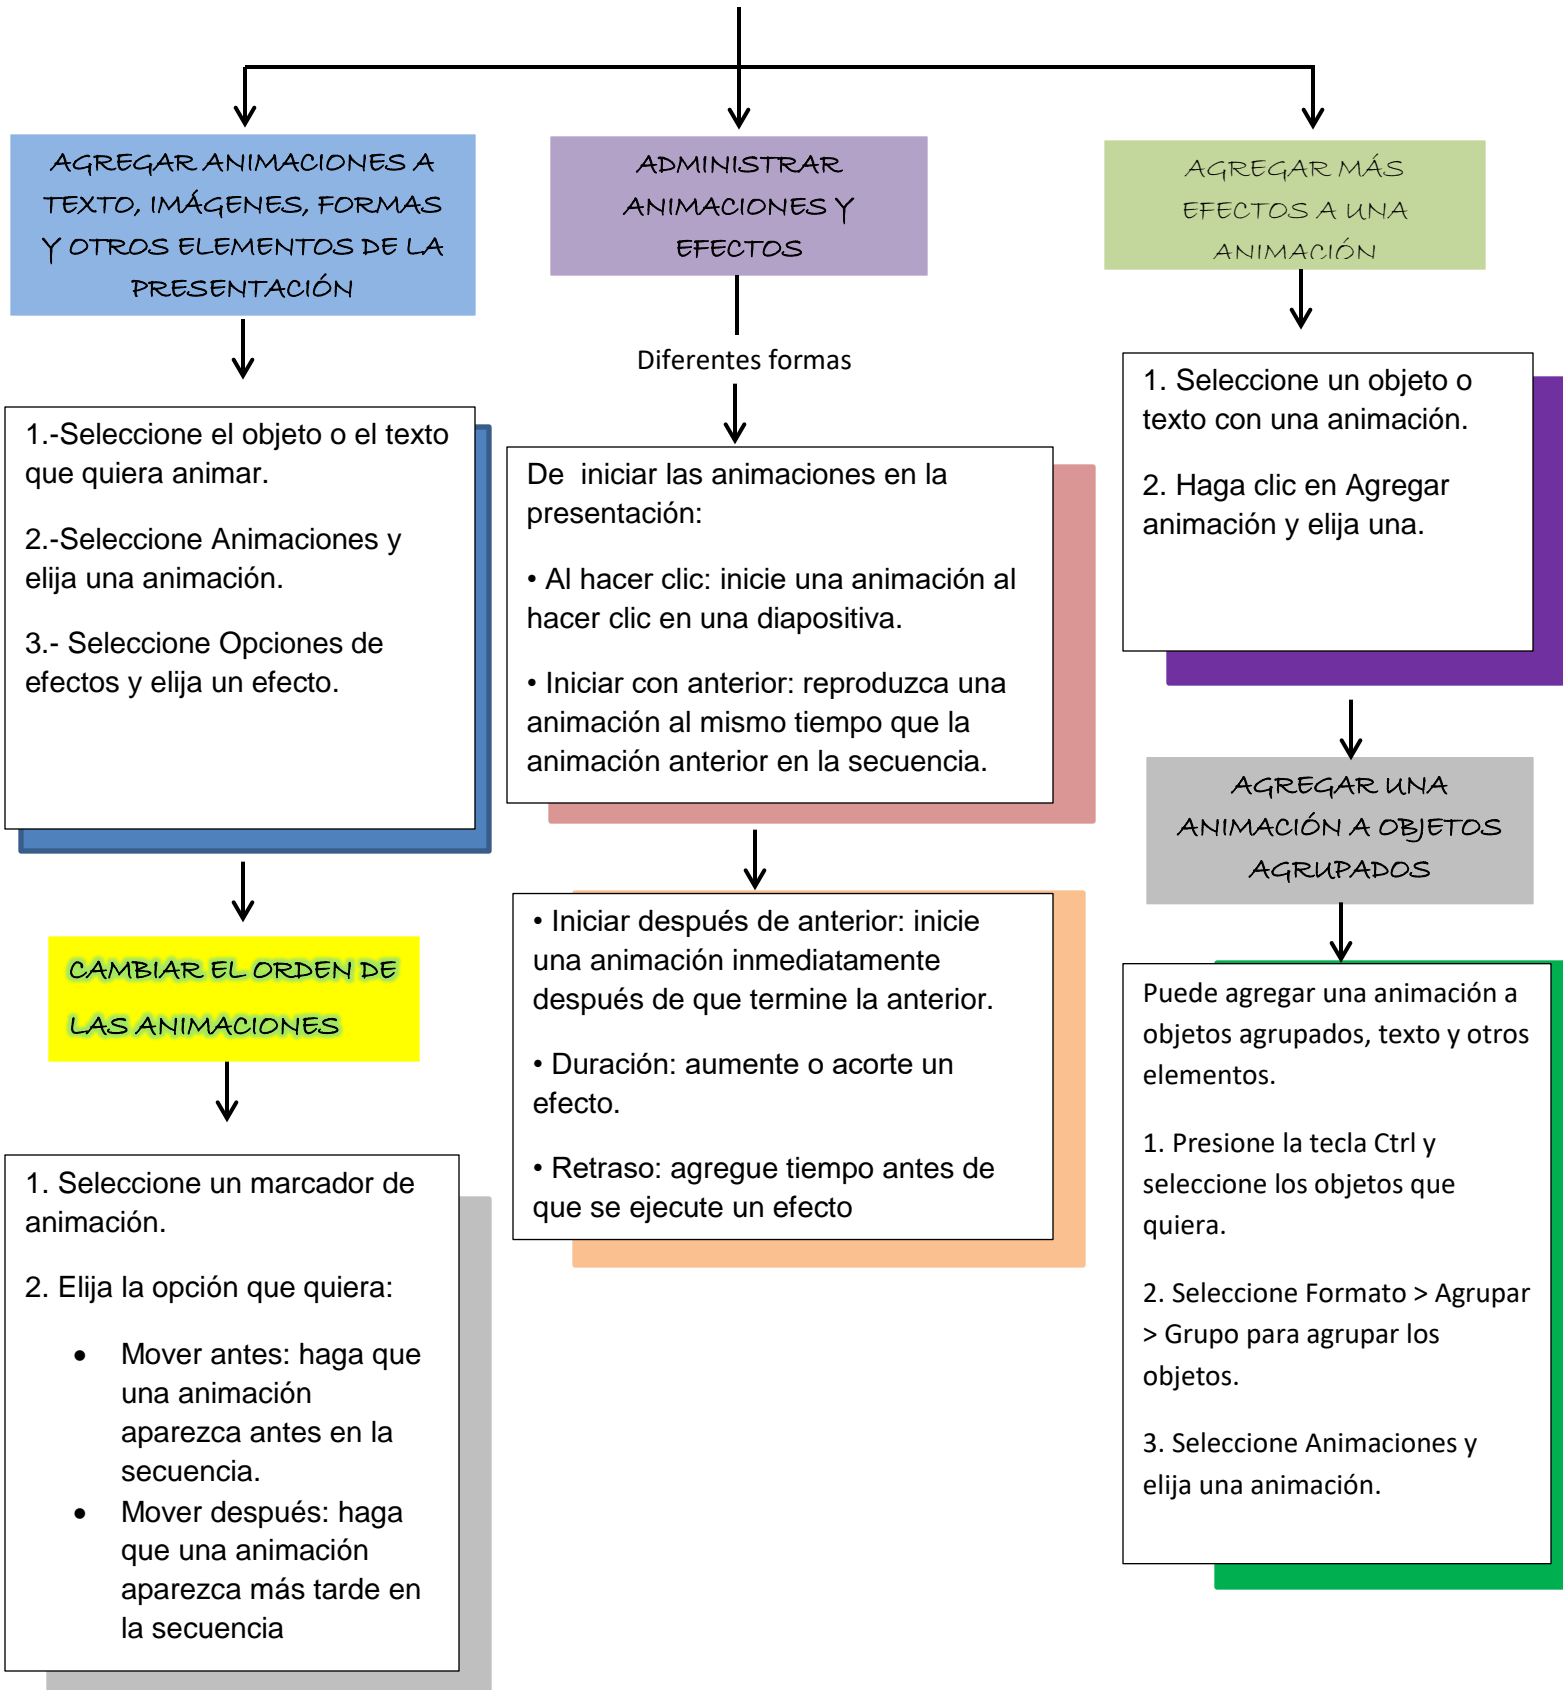 AGREGAR ANIMACIONES A
TEXTO, IMÁGENES, FORMAS
Y OTROS ELEMENTOS DE LA
PRESENTACIÓN
1.-Seleccione el objeto o el texto
que quiera animar.
2.-Seleccione Animaciones y
elija una animación.
3.- Seleccione Opciones de
efectos y elija un efecto.
CAMBIAR EL ORDEN DE
LAS ANIMACIONES
1. Seleccione un marcador de
animación.
2. Elija la opción que quiera:
• Mover antes: haga que
una animación
aparezca antes en la
secuencia.
• Mover después: haga
que una animación
aparezca más tarde en
la secuencia
ADMINISTRAR
ANIMACIONES Y
EFECTOS
Diferentes formas
De  iniciar las animaciones en la
presentación:
• Al hacer clic: inicie una animación al
hacer clic en una diapositiva.
• Iniciar con anterior: reproduzca una
animación al mismo tiempo que la
animación anterior en la secuencia.
• Iniciar después de anterior: inicie
una animación inmediatamente
después de que termine la anterior.
• Duración: aumente o acorte un
efecto.
• Retraso: agregue tiempo antes de
que se ejecute un efecto
AGREGAR MÁS
EFECTOS A UNA
ANIMACIÓN
1. Seleccione un objeto o
texto con una animación.
2. Haga clic en Agregar
animación y elija una.
AGREGAR UNA
ANIMACIÓN A OBJETOS
AGRUPADOS
Puede agregar una animación a
objetos agrupados, texto y otros
elementos.
1. Presione la tecla Ctrl y
seleccione los objetos que
quiera.
2. Seleccione Formato > Agrupar
> Grupo para agrupar los
objetos.
3. Seleccione Animaciones y
elija una animación.